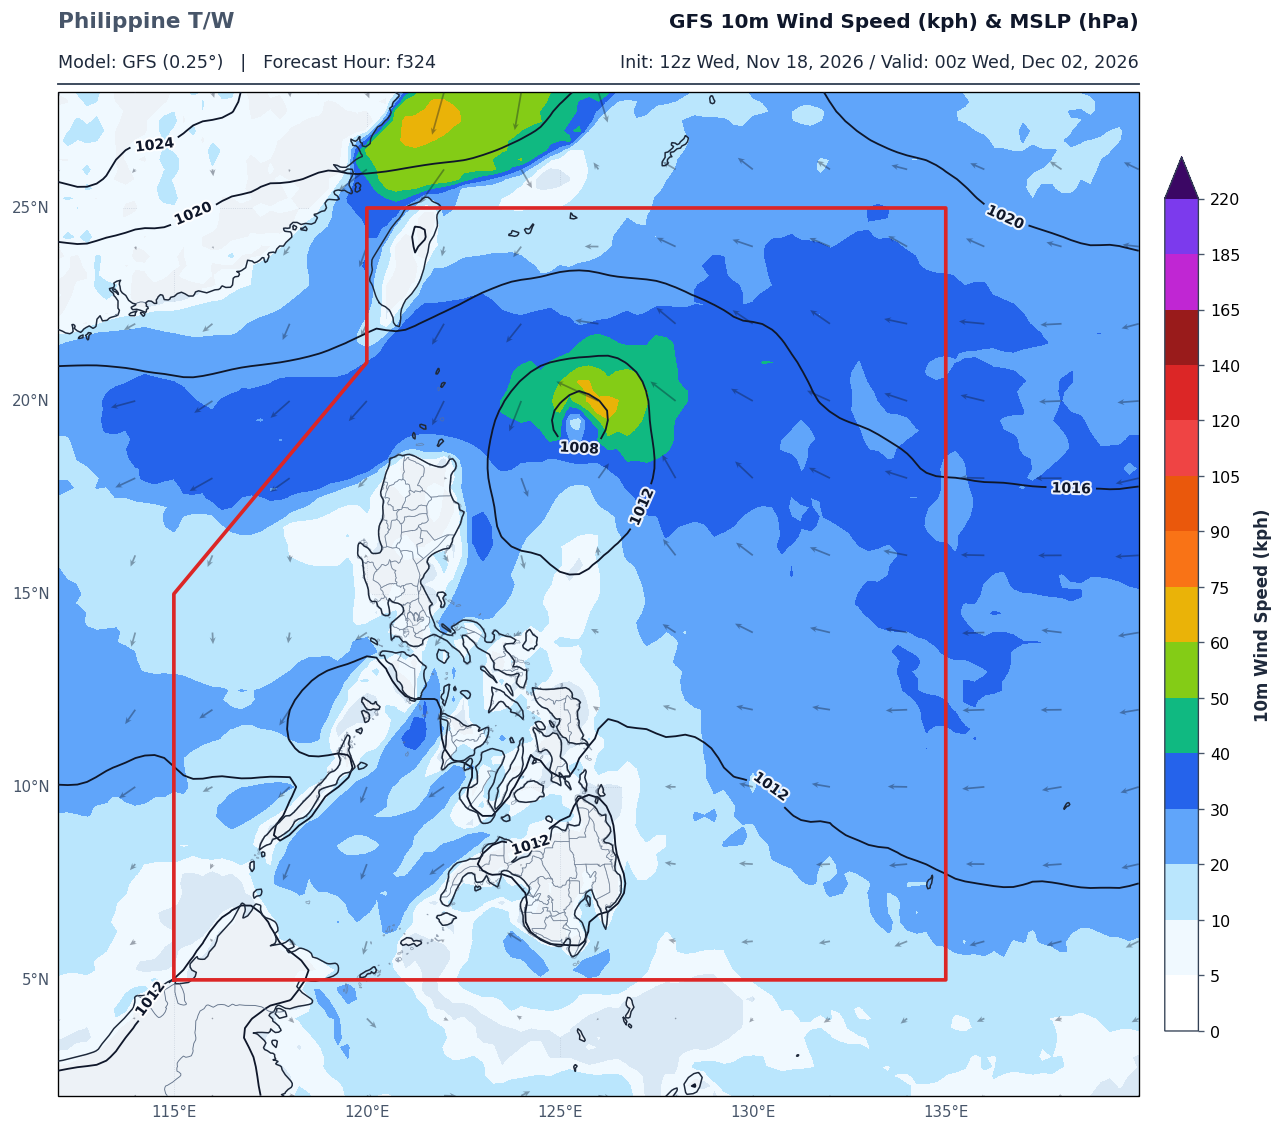 Philippine T/W
GFS 10m Wind Speed (kph) & MSLP (hPa)
Model: GFS (0.25°) | Forecast Hour: f324
Init: 12z Wed, Nov 18, 2026 / Valid: 00z Wed, Dec 02, 2026
1024
1020
1020
1008
1012
1016
1012
1012
1012
25°N
20°N
15°N
10°N
5°N
115°E
120°E
125°E
130°E
135°E
220
185
165
140
120
105
90
75
60
50
40
30
20
10
5
0
10m Wind Speed (kph)